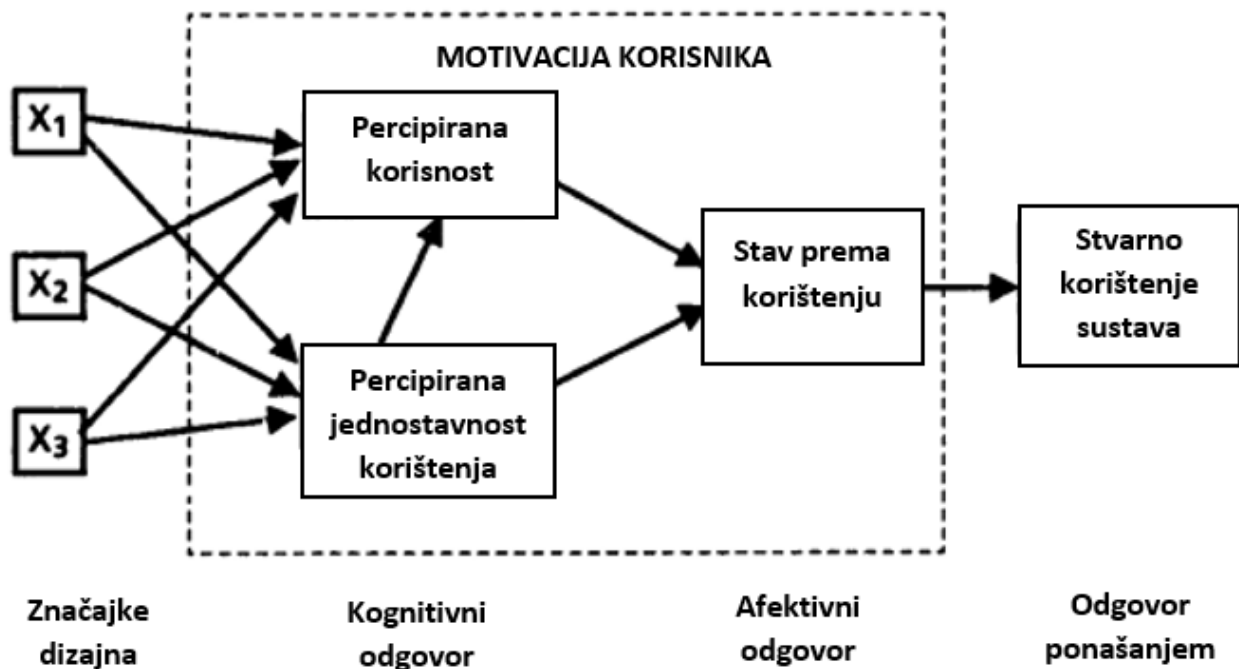 MOTIVACIJA KORISNIKA
X1
X2
X3
Percipirana
korisnost
Percipirana
jednostavnost
korištenja
Stav prema
korištenju
Stvarno
korištenje
sustava
Značajke
dizajna
Kognitivni
odgovor
Afektivni
odgovor
Odgovor
ponašanjem